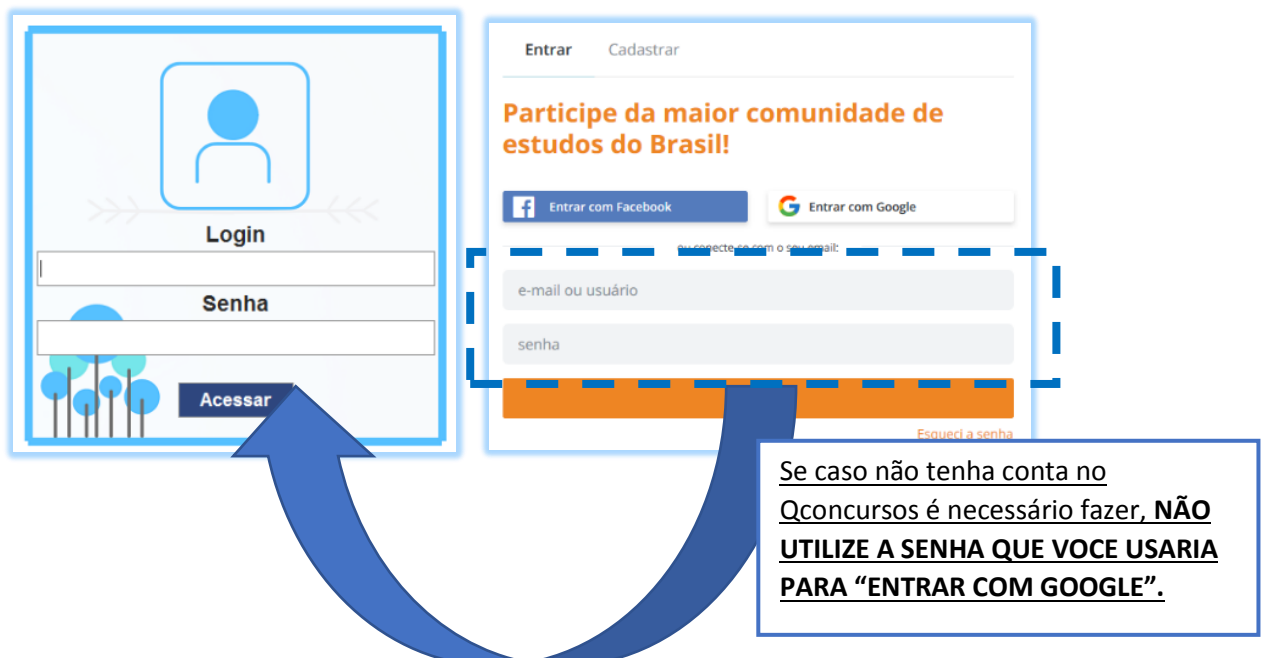 Login
Senha
Acessar
Entrar Cadastrar
Participe da maior comunidade de
estudos do Brasil!
Entrar com Facebook
Entrar com Google
ou conecte-se com o seu email:
e-mail ou usuário
senha
Esqueci a senha
Se caso não tenha conta no
Qconcursos é necessário fazer, NÃO
UTILIZE A SENHA QUE VOCE USARIA
PARA “ENTRAR COM GOOGLE”.